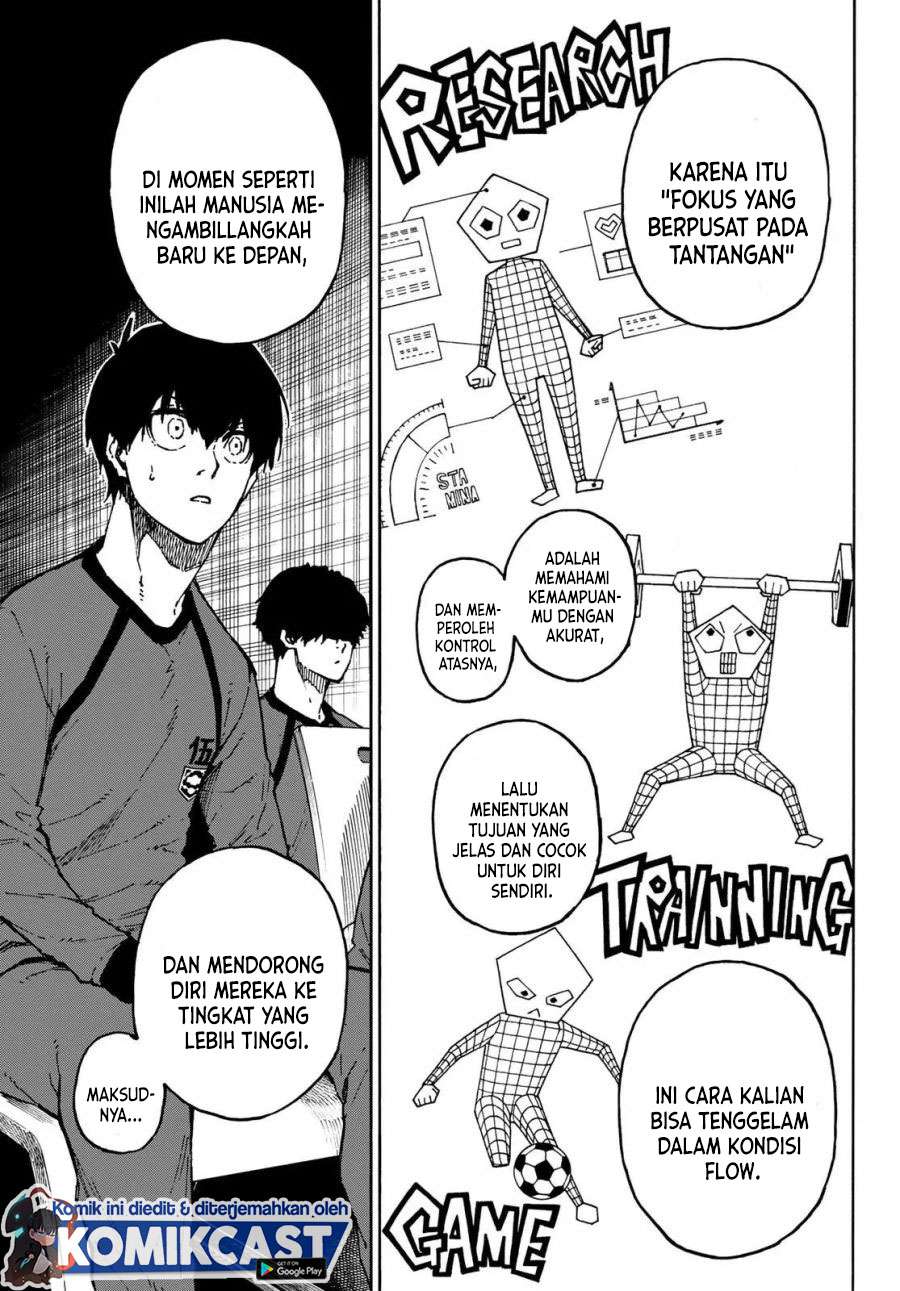 RESEARCH
KARENA ITU
"FOKUS YANG
BERPUSAT PADA
TANTANGAN"
STA
MINA
ADALAH
MEMAHAMI
KEMAMPUAN-
MU DENGAN
AKURAT,
DAN MEM-
PEROLEH
KONTROL
ATASNYA,
LALU
MENENTUKAN
TUJUAN YANG
JELAS DAN COCOK
UNTUK DIRI
SENDIRI.
TRAINNING
INI CARA KALIAN
BISA TENGGELAM
DALAM KONDISI
FLOW.
GAME
DI MOMEN SEPERTI
INILAH MANUSIA ME-
NGAMBILLANGKAH
BARU KE DEPAN,
伍
DAN MENDORONG
DIRI MEREKA KE
TINGKAT YANG
LEBIH TINGGI.
MAKSUD-
NYA...
Komik ini diedit & diterjemahkan oleh
KOMIKCAST
GET IT ON
Google Play